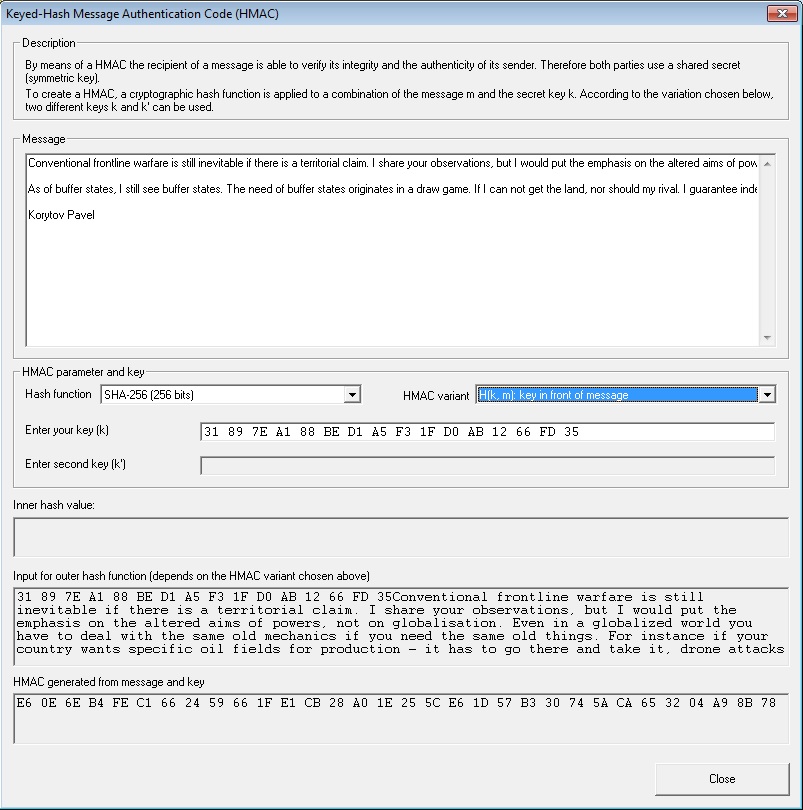 Keyed-Hash Message Authentication Code (HMAC)
Description
By means of a HMAC the recipient of a message is able to verify its integrity and the authenticity of its sender. Therefore both parties use a shared secret
(symmetric key).
To create a HMAC, a cryptographic hash function is applied to a combination of the message m and the secret key k. According to the variation chosen below,
two different keys k and k' can be used.
Message
Conventional frontline warfare is still inevitable if there is a territorial claim. I share your observations, but I would put the emphasis on the altered aims of pow
As of buffer states, I still see buffer states. The need of buffer states originates in a draw game. If I can not get the land, nor should my rival. I guarantee inde
Korytov Pavel
HMAC parameter and key
Hash function SHA-256 (256 bits) HMAC variant H(k, m): key in front of message
Enter your key (k) 31 89 7E A1 88 BE D1 A5 F3 1F D0 AB 12 66 FD 35
Enter second key (k')
Inner hash value:
Input for outer hash function (depends on the HMAC variant chosen above)
31 89 7E A1 88 BE D1 A5 F3 1F D0 AB 12 66 FD 35Conventional frontline warfare is still
inevitable if there is a territorial claim. I share your observations, but I would put the
emphasis on the altered aims of powers, not on globalisation. Even in a globalized world you
have to deal with the same old mechanics if you need the same old things. For instance if your
country wants specific oil fields for production – it has to go there and take it, drone attacks
HMAC generated from message and key
E6 0E 6E B4 FE C1 66 24 59 66 1F E1 CB 28 A0 1E 25 5C E6 1D 57 B3 30 74 5A CA 65 32 04 A9 8B 78
Close